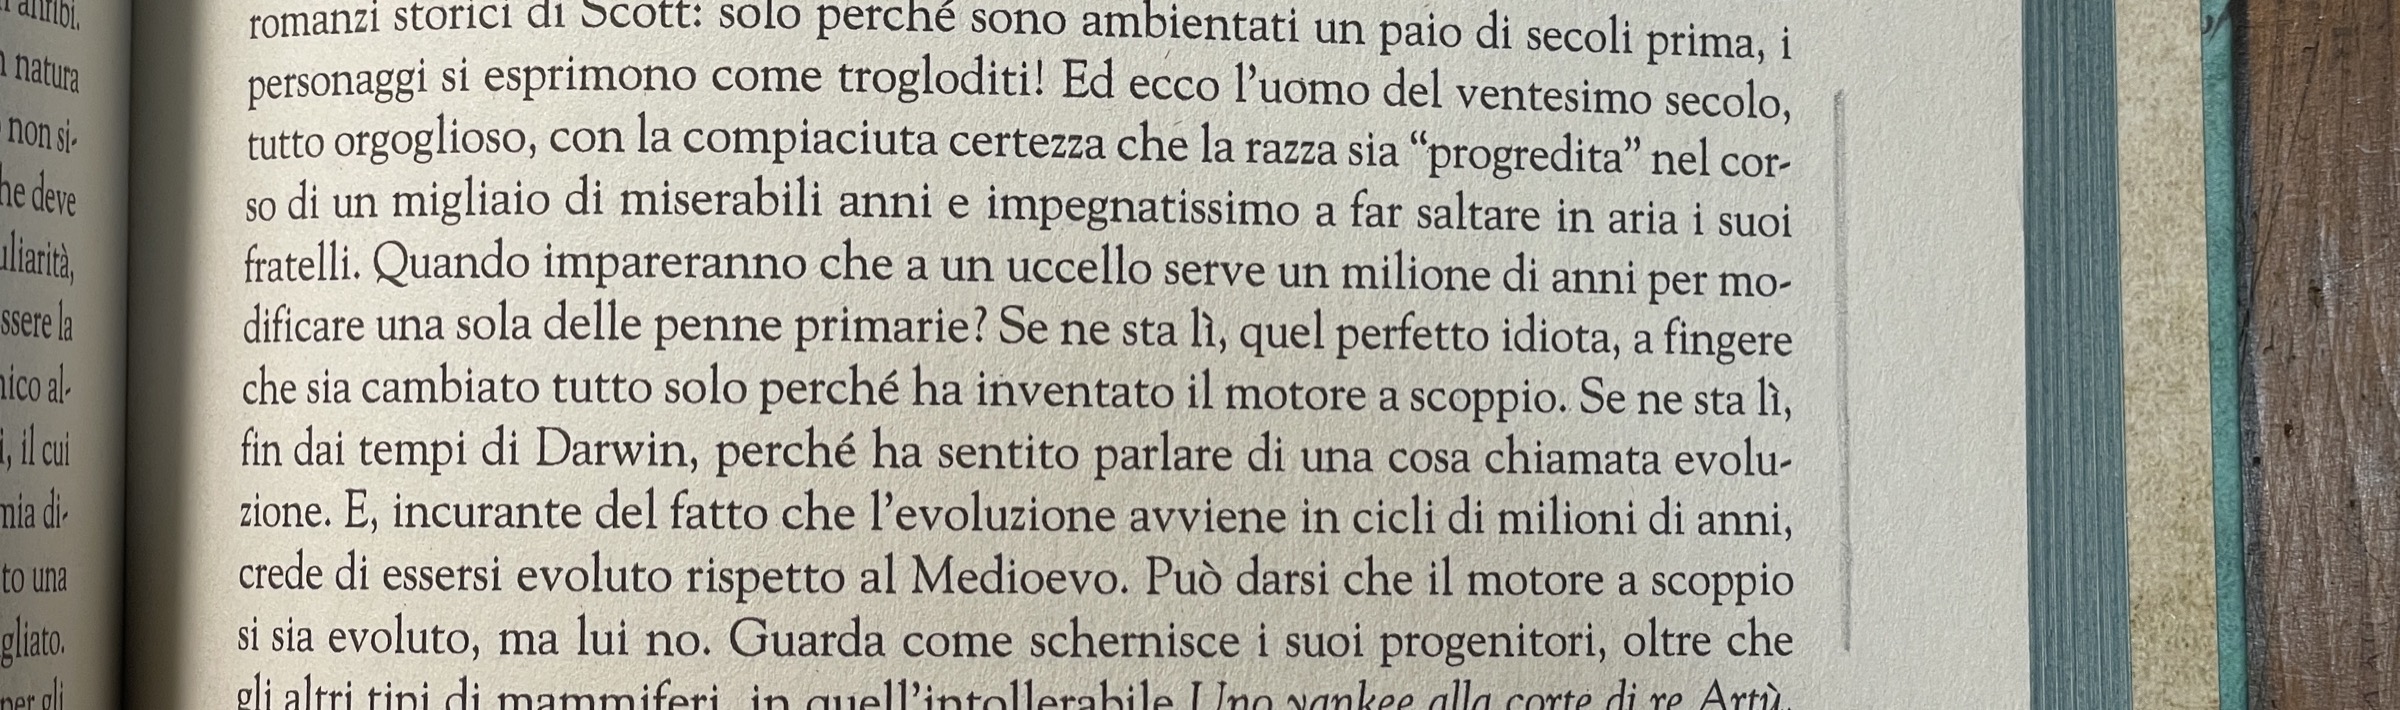 natura
non si-
deve
ssere la
al-
il cui
di-
to una
gliato.
per gli
romanzi storici di Scott: solo perché sono ambientati un paio di secoli prima, i
personaggi si esprimono come trogloditi! Ed ecco l'uomo del ventesimo secolo,
tutto orgoglioso, con la compiaciuta certezza che la razza sia “progredita” nel cor-
so di un migliaio di miserabili anni e impegnatissimo a far saltare in aria i suoi
fratelli. Quando impareranno che a un uccello serve un milione di anni per mo-
dificare una sola delle penne primarie? Se ne sta lì, quel perfetto idiota, a fingere
che sia cambiato tutto solo perché ha inventato il motore a scoppio. Se ne sta lì,
fin dai tempi di Darwin, perché ha sentito parlare di una cosa chiamata evolu-
zione. E, incurante del fatto che l'evoluzione avviene in cicli di milioni di anni,
crede di essersi evoluto rispetto al Medioevo. Può darsi che il motore a scoppio
si sia evoluto, ma lui no. Guarda come schernisce i suoi progenitori, oltre che
gli altri tipi di mammiferi, in quell'intollerabile Uno yankee alla corte di re Artù.